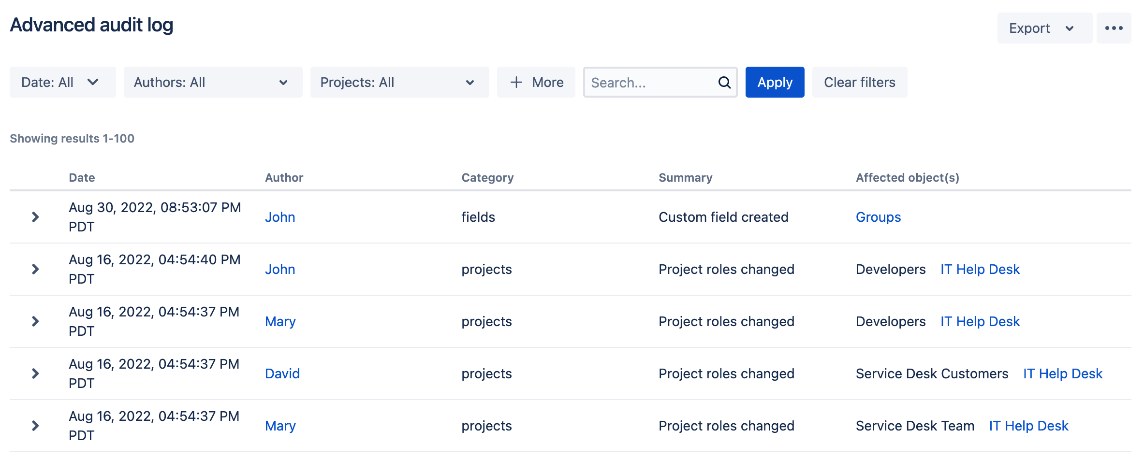 Advanced audit log
Export
Date: All Authors: All Projects: All + More Search... Apply Clear filters
Showing results 1-100
Date Author Category Summary Affected object(s)
Aug 30, 2022, 08:53:07 PM
PDT
John fields Custom field created Groups
Aug 16, 2022, 04:54:40 PM
PDT
John projects Project roles changed Developers IT Help Desk
Aug 16, 2022, 04:54:37 PM
PDT
Mary projects Project roles changed Developers IT Help Desk
Aug 16, 2022, 04:54:37 PM
PDT
David projects Project roles changed Service Desk Customers IT Help Desk
Aug 16, 2022, 04:54:37 PM
PDT
Mary projects Project roles changed Service Desk Team IT Help Desk